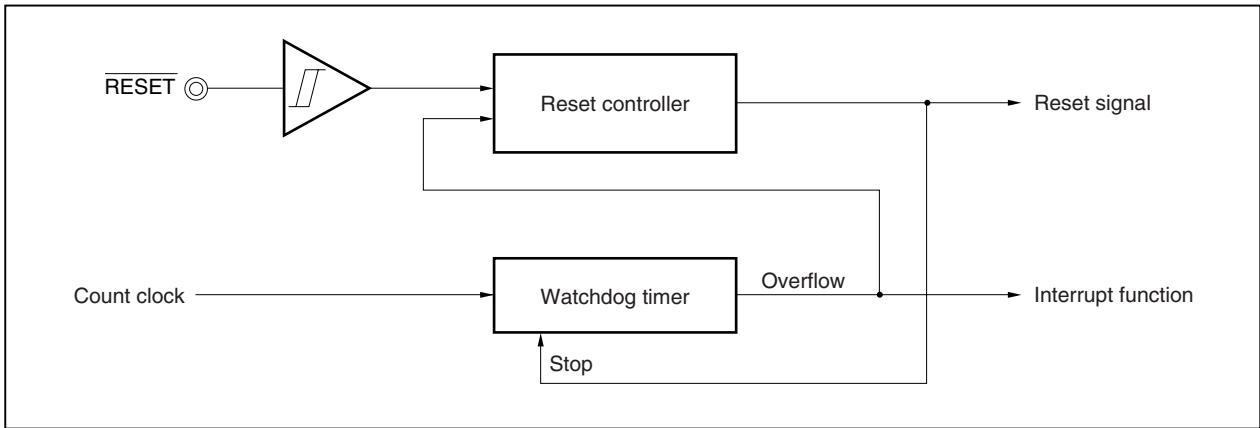 RESET
Reset controller
Reset signal
Count clock
Watchdog timer
Overflow
Interrupt function
Stop